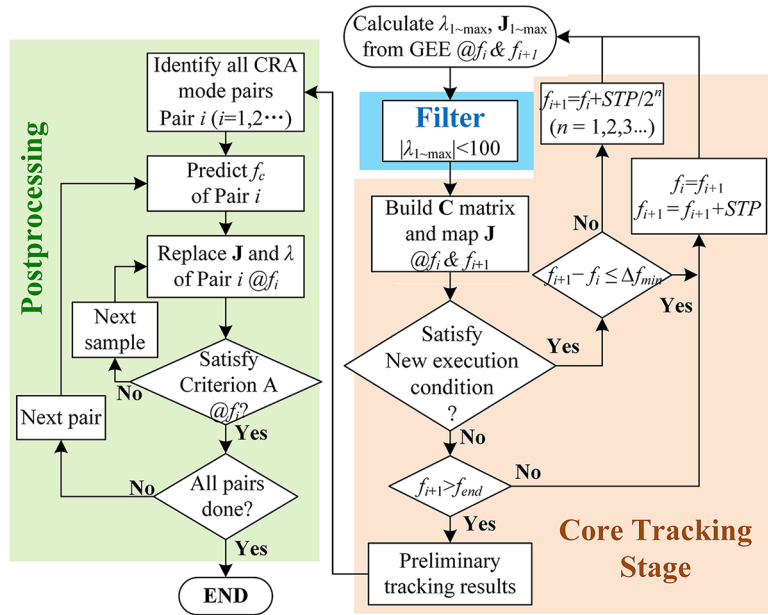 Calculate λ1~max, J1~max
from GEE @fi & fi+1
Filter
|λ1~max|<100
Build C matrix
and map J
@fi & fi+1
Satisfy
New execution
condition
?
Yes
No
fi+1−fi ≤ Δfmin
No
Yes
fi+1=fi+STP/2^n
(n = 1,2,3...)
fi=fi+1
fi+1 = fi+1+STP
fi+1>fend
No
Yes
Preliminary
tracking results
Core Tracking
Stage
Postprocessing
Identify all CRA
mode pairs
Pair i (i=1,2···)
Predict fc
of Pair i
Replace J and λ
of Pair i @fi
Next
sample
Satisfy
Criterion A
@fi?
No
Yes
Next pair
All pairs
done?
No
Yes
END